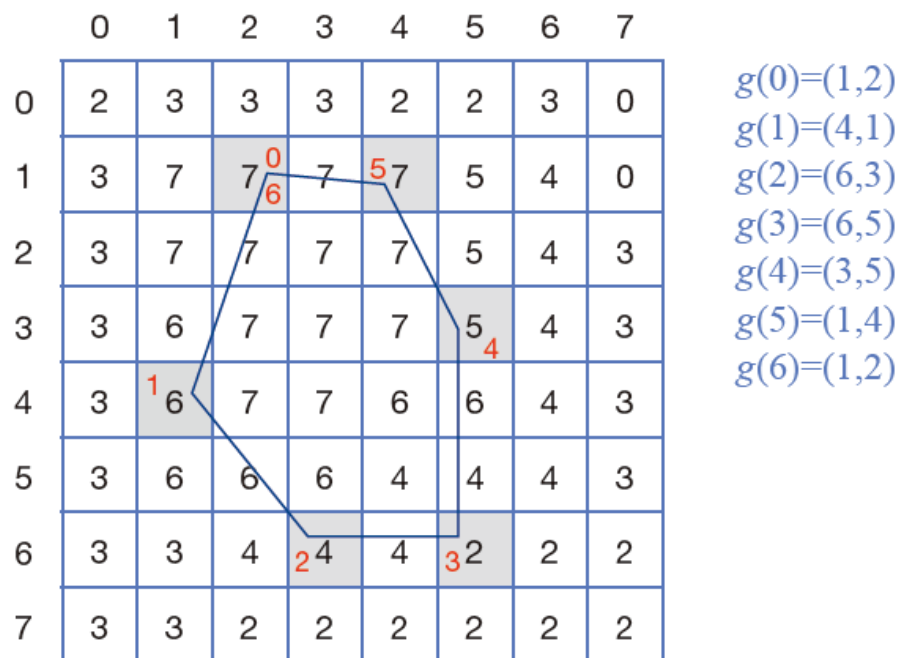 0 1 2 3 4 5 6 7
0 2 3 3 3 2 2 3 0 g(0)=(1,2)
1 3 7 7 0 6 7 5 7 5 4 0 g(1)=(4,1)
2 3 7 7 7 7 5 4 3 g(2)=(6,3)
3 3 6 7 7 7 5 4 4 3 g(3)=(6,5)
4 3 1 6 7 7 6 6 4 3 g(4)=(3,5)
5 3 6 6 6 4 4 4 3 g(5)=(1,4)
6 3 3 4 2 4 4 3 2 2 2 g(6)=(1,2)
7 3 3 2 2 2 2 2 2